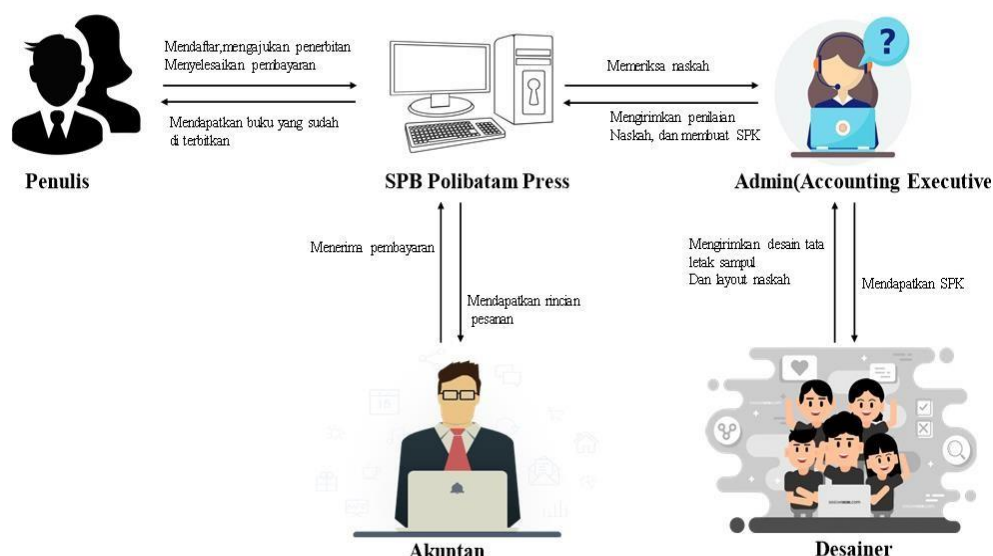 Mendaftar,mengajukan penerbitan
Menyelesaikan pembayaran
Mendapatkan buku yang sudah
di terbitkan
Memeriksa naskah
Mengirimkan penilaian
Naskah, dan membuat SPK
?
Penulis
SPB Polibatam Press
Admin(Accounting Executive
Menerima pembayaran
Mendapatkan rincian
pesanan
Mengirimkan desain tata
letak sampul
Dan layout naskah
Mendapatkan SPK
Akuntan
Desainer